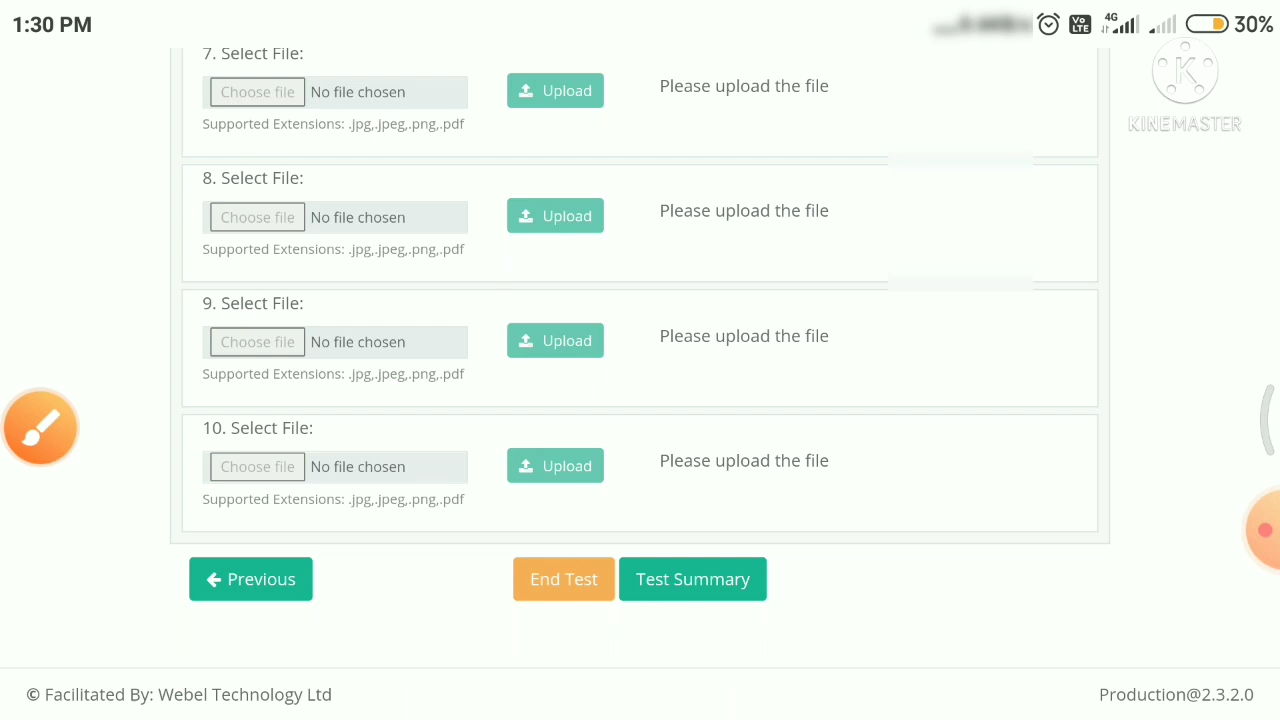 1:30 PM
Vo LTE 4G 30%
7. Select File:
Choose file No file chosen Upload Please upload the file
Supported Extensions: .jpg,.jpeg,.png,.pdf
K
KINEMASTER
8. Select File:
Choose file No file chosen Upload Please upload the file
Supported Extensions: .jpg,.jpeg,.png,.pdf
9. Select File:
Choose file No file chosen Upload Please upload the file
Supported Extensions: .jpg,.jpeg,.png,.pdf
10. Select File:
Choose file No file chosen Upload Please upload the file
Supported Extensions: .jpg,.jpeg,.png,.pdf
Previous End Test Test Summary
© Facilitated By: Webel Technology Ltd Production@2.3.2.0